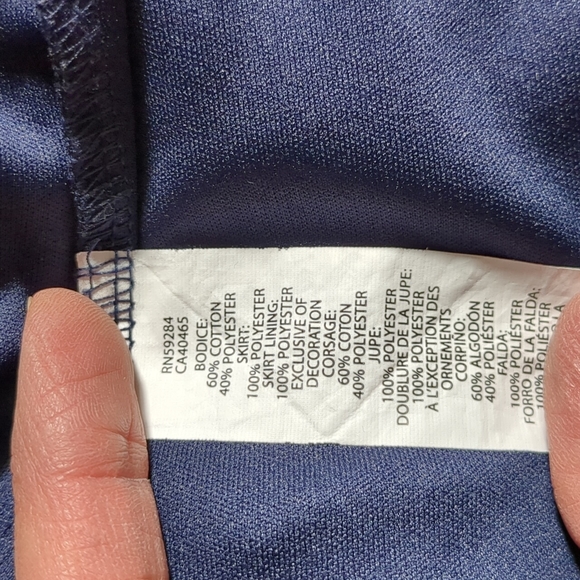 RN59284
CA40465
BODICE:
60% COTTON
40% POLYESTER
SKIRT:
100% POLYESTER
SKIRT LINING:
100% POLYESTER
EXCLUSIVE OF
DECORATION
CORSAGE:
60% COTON
40% POLYESTER
JUPE:
100% POLYESTER
DOUBLURE DE LA JUPE:
100% POLYESTER
À L'EXCEPTION DES
ORNEMENTS
CORPIÑO:
60% ALGODÓN
40% POLIÉSTER
FALDA:
100% POLIÉSTER
FORRO DE LA FALDA:
100% POLIÉSTER